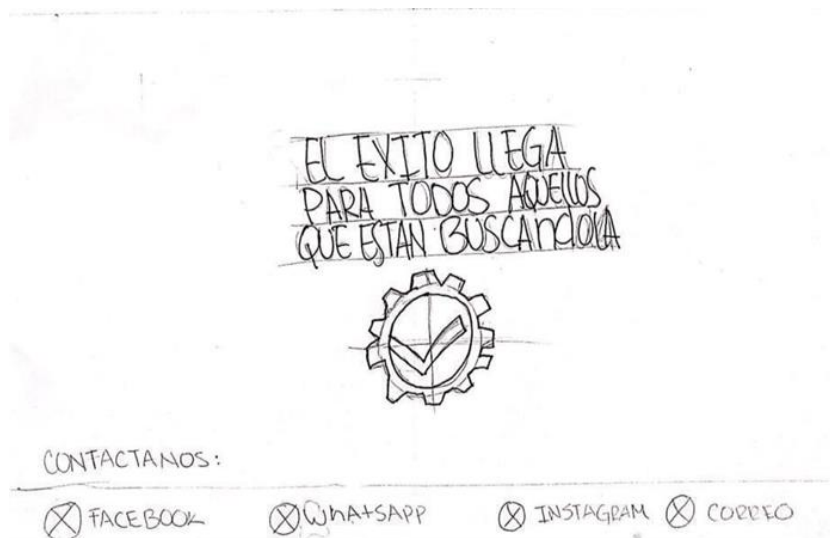 EL EXITO LLEGA
PARA TODOS AQUELLOS
QUE ESTAN BUSCANDOLA
CONTACTANOS:
FACEBOOK WhAtSAPP INSTAGRAM CORREO